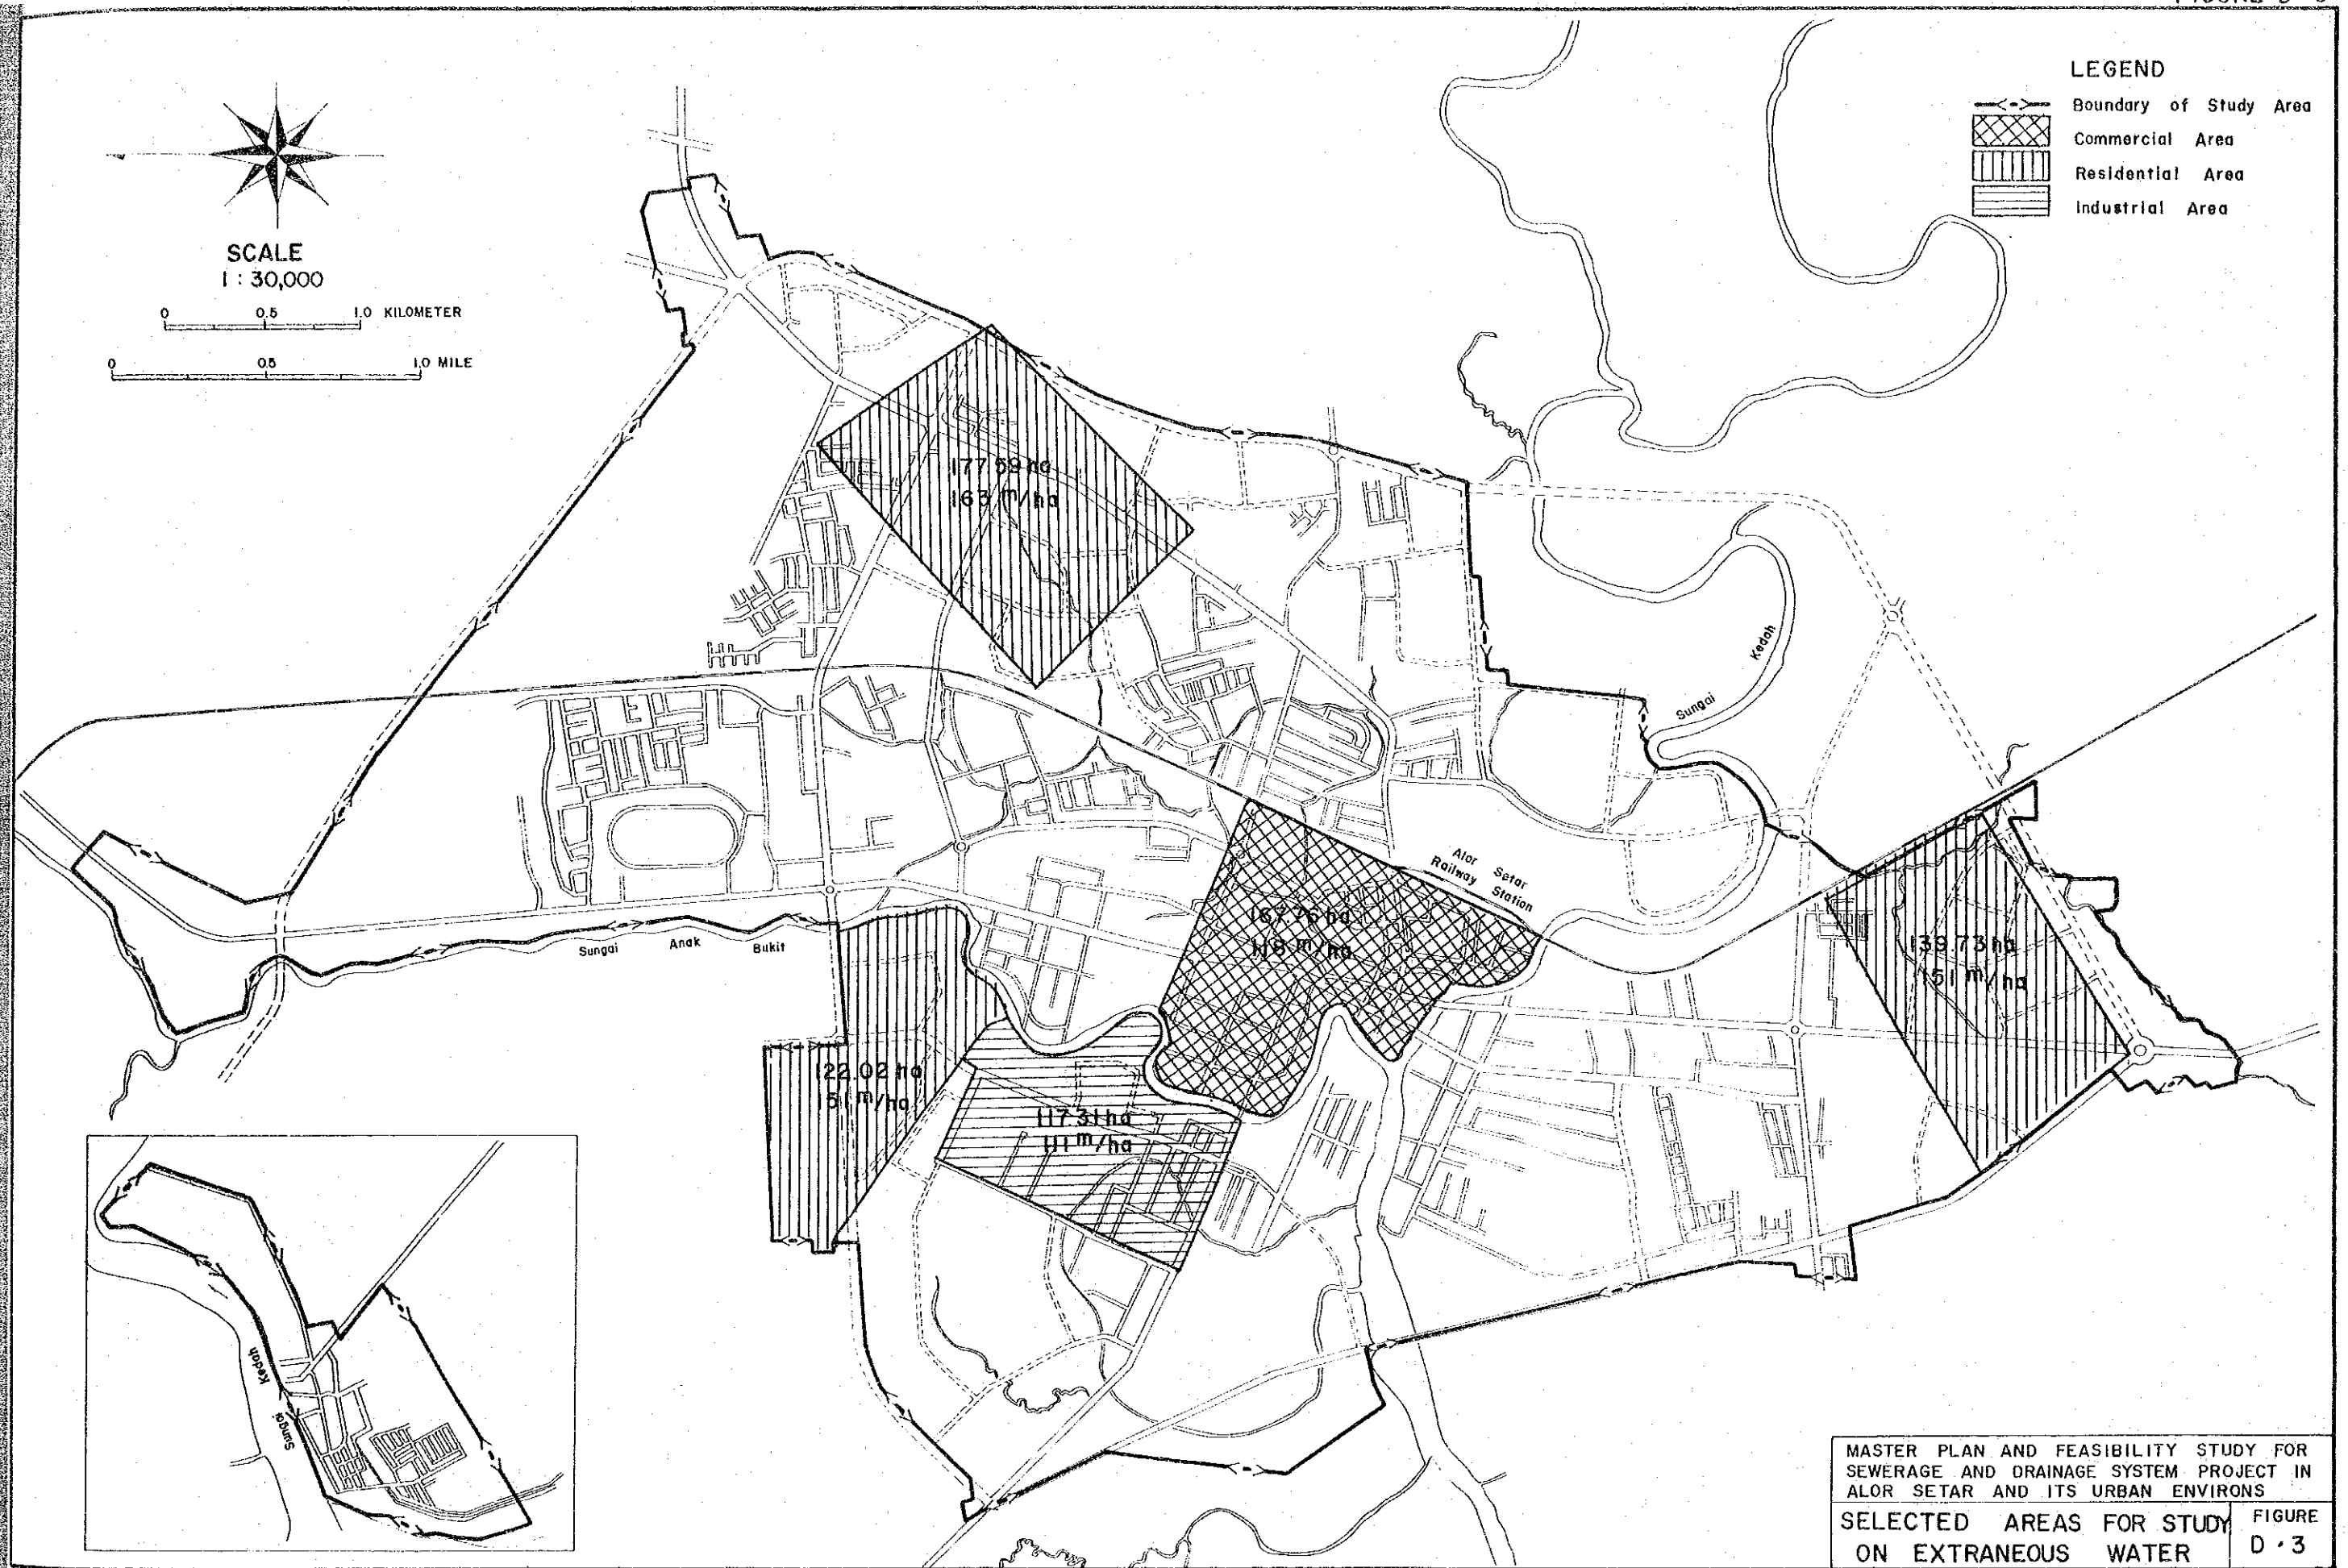 LEGEND
Boundary of Study Area
Commercial Area
Residential Area
Industrial Area
SCALE
1 : 30,000
0 0.5 1.0 KILOMETER
0 0.5 1.0 MILE
177.59 ha
163 m/ha
Kedah
Sungai
Alor Setar
Railway Station
167.76 ha
118 m/ha
139.73 ha
151 m/ha
Sungai Anak Bukit
122.02 ha
151 m/ha
117.31 ha
111 m/ha
Kedah
Sungai
MASTER PLAN AND FEASIBILITY STUDY FOR
SEWERAGE AND DRAINAGE SYSTEM PROJECT IN
ALOR SETAR AND ITS URBAN ENVIRONS
SELECTED AREAS FOR STUDY
ON EXTRANEOUS WATER
FIGURE
D · 3